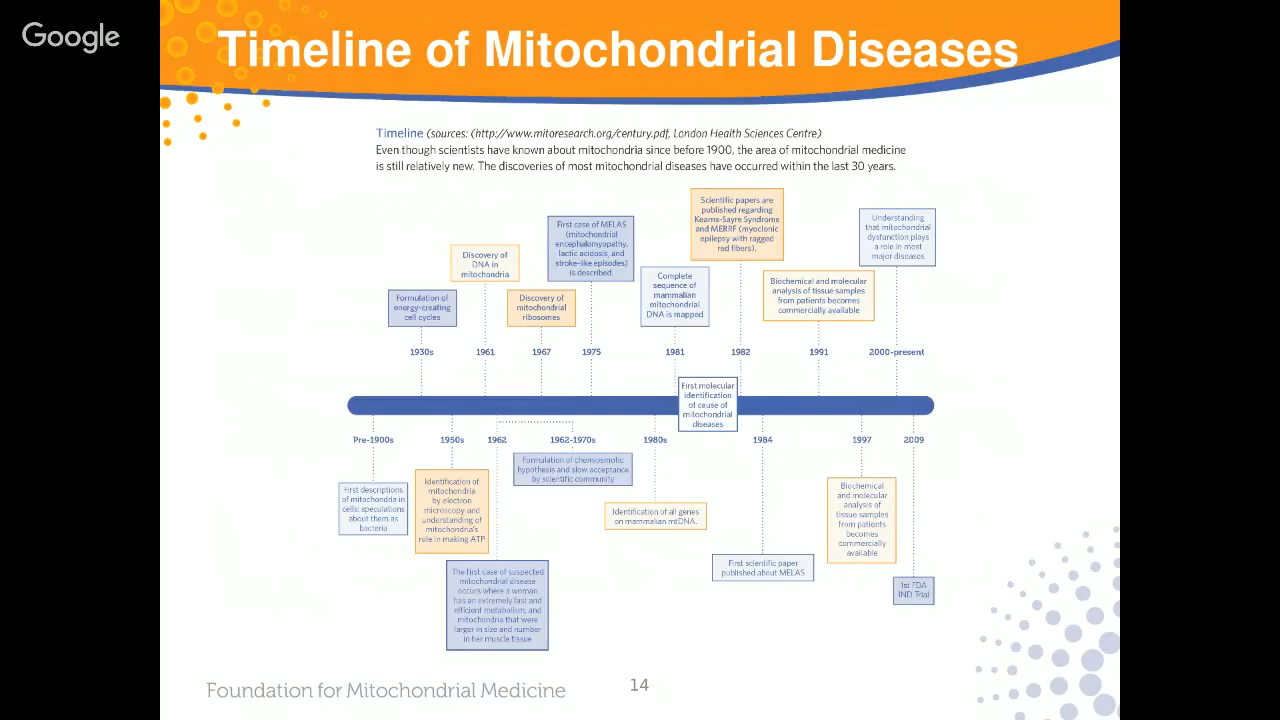 Google
Timeline of Mitochondrial Diseases
Timeline (sources: (http://www.mitoresearch.org/century.pdf, London Health Sciences Centre)
Even though scientists have known about mitochondria since before 1900, the area of mitochondrial medicine
is still relatively new. The discoveries of most mitochondrial diseases have occurred within the last 30 years.
Formulation of
energy-creating
cell cycles
Discovery of
DNA in
mitochondria
Discovery of
mitochondrial
ribosomes
First case of MELAS
(mitochondrial
encephalomyopathy,
lactic acidosis, and
stroke-like episodes)
is described.
Complete
sequence of
mammalian
mitochondrial
DNA is mapped
Scientific papers are
published regarding
Kearns-Sayre Syndrome
and MERRF (myoclonic
epilepsy with ragged
red fibers).
Biochemical and molecular
analysis of tissue samples
from patients becomes
commercially available
Understanding
that mitochondrial
dysfunction plays
a role in most
major diseases
1930s 1961 1967 1975 1981 1982 1991 2000-present
First molecular
identification
of cause of
mitochondrial
diseases
Pre-1900s 1950s 1962 1962-1970s 1980s 1984 1997 2009
First descriptions
of mitochondria in
cells; speculations
about them as
bacteria
Identification of
mitochondria
by electron
microscopy and
understanding of
mitochondria's
role in making ATP
The first case of suspected
mitochondrial disease
occurs where a woman
has an extremely fast and
efficient metabolism, and
mitochondria that were
larger in size and number
in her muscle tissue
Formulation of chemiosmotic
hypothesis and slow acceptance
by scientific community
Identification of all genes
on mammalian mtDNA.
First scientific paper
published about MELAS
Biochemical
and molecular
analysis of
tissue samples
from patients
becomes
commercially
available
1st FDA
IND Trial
Foundation for Mitochondrial Medicine
14